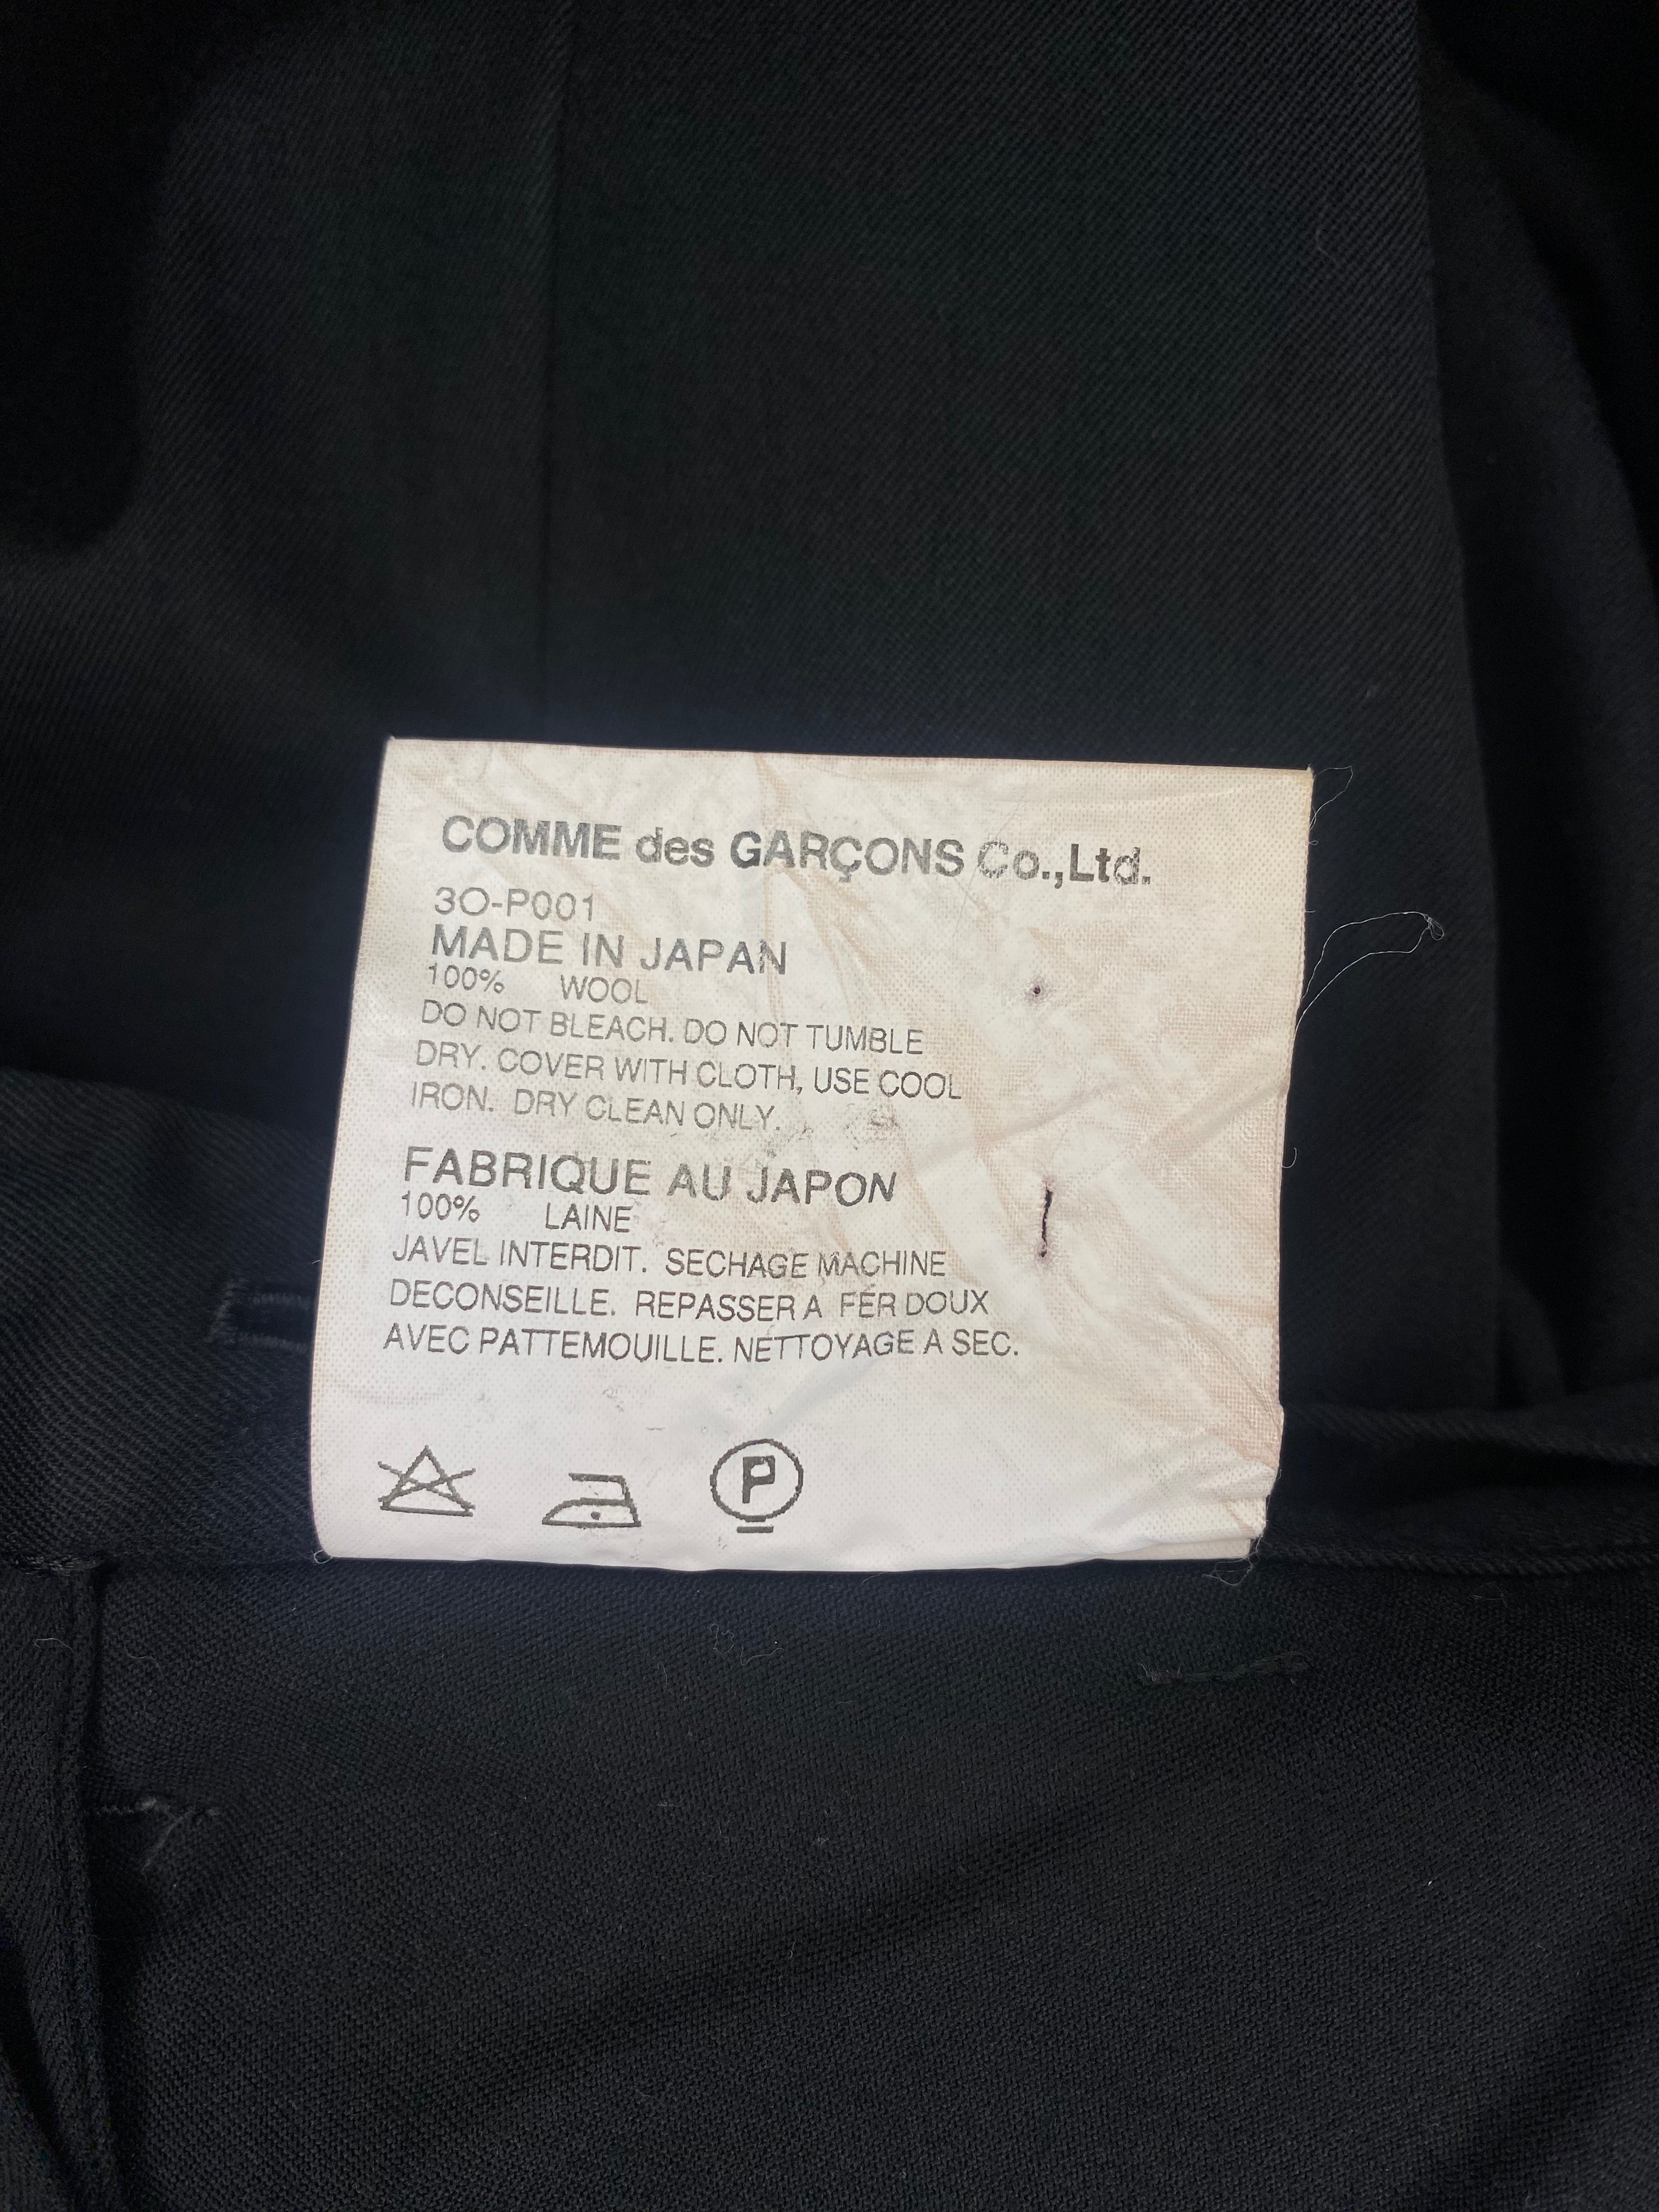 COMME des GARÇONS Co.,Ltd.
3O-P001
MADE IN JAPAN
100% WOOL
DO NOT BLEACH. DO NOT TUMBLE
DRY. COVER WITH CLOTH, USE COOL
IRON. DRY CLEAN ONLY.
FABRIQUE AU JAPON
100% LAINE
JAVEL INTERDIT. SECHAGE MACHINE
DECONSEILLE. REPASSER A FER DOUX
AVEC PATTEMOUILLE. NETTOYAGE A SEC.
P